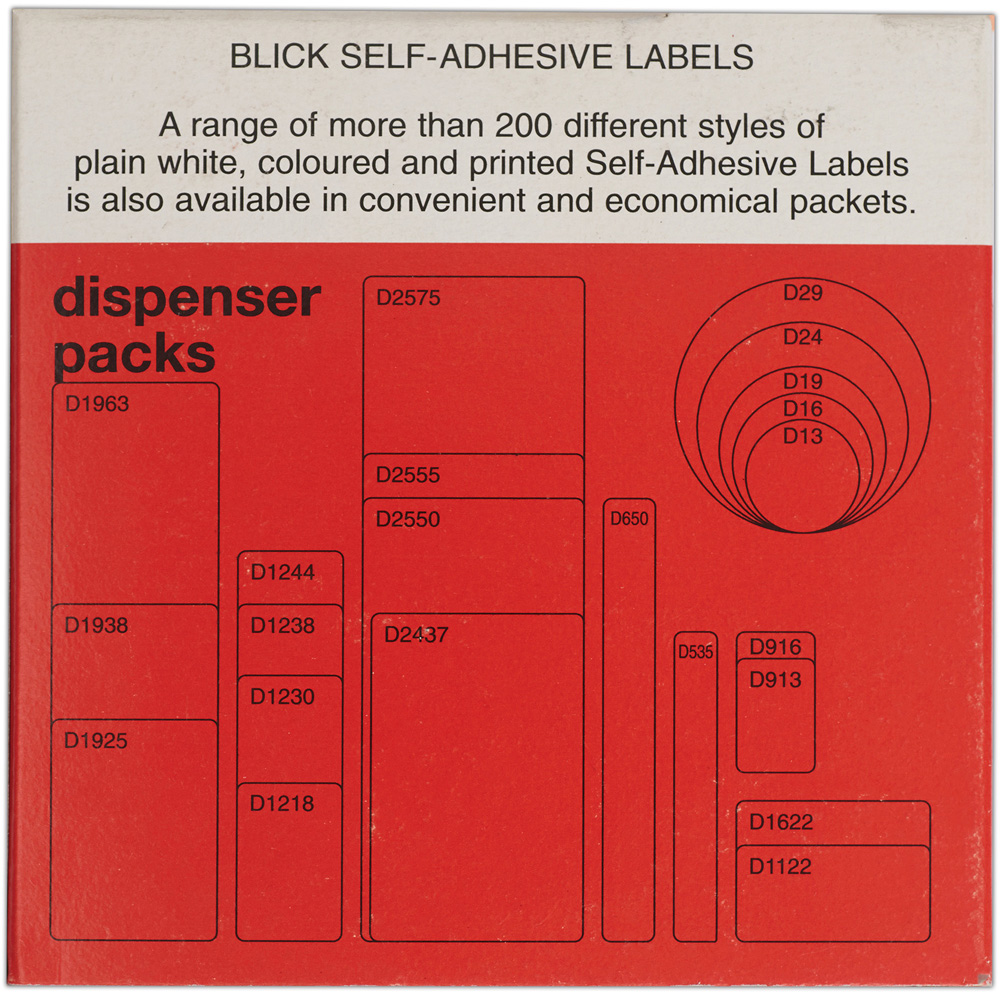 BLICK SELF-ADHESIVE LABELS
A range of more than 200 different styles of
plain white, coloured and printed Self-Adhesive Labels
is also available in convenient and economical packets.
dispenser
packs
D1963
D1938
D1925
D1244
D1238
D1230
D1218
D2575
D2555
D2550
D2437
D650
D535
D29
D24
D19
D16
D13
D916
D913
D1622
D1122